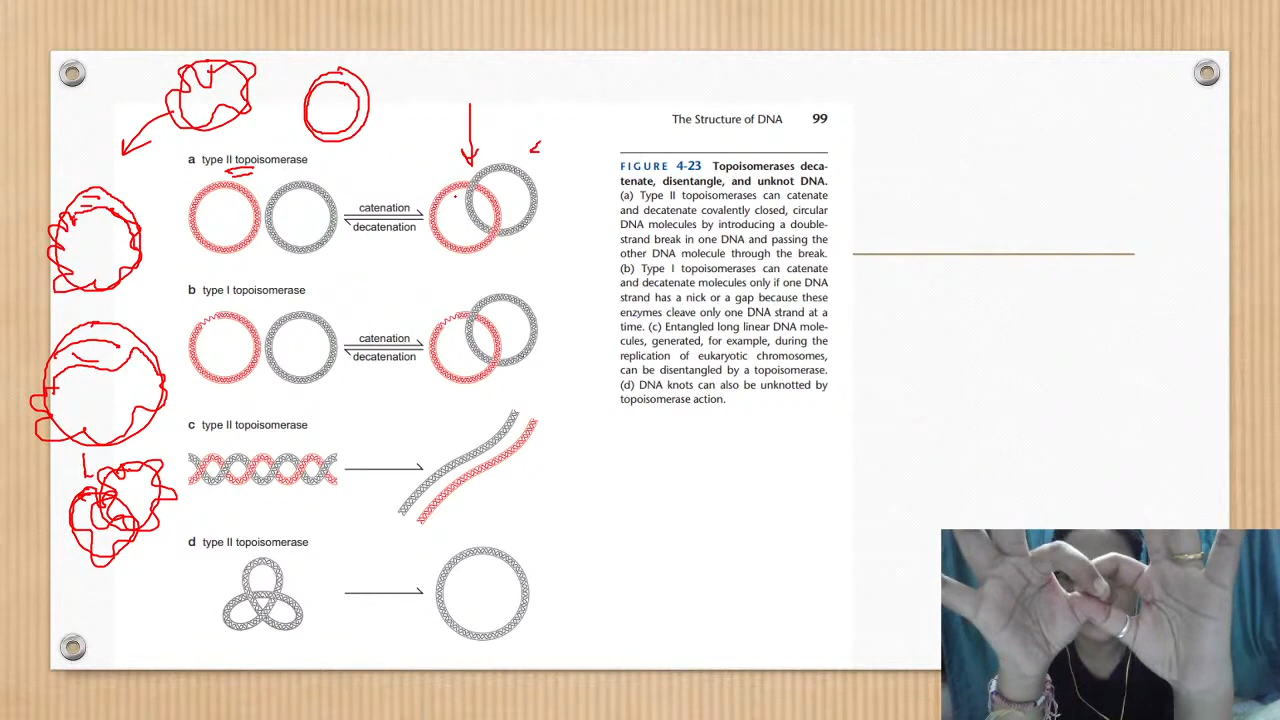 The Structure of DNA 99
a type II topoisomerase
catenation
decatenation
b type I topoisomerase
catenation
decatenation
c type II topoisomerase
d type II topoisomerase
FIGURE 4-23 Topoisomerases deca-
tenate, disentangle, and unknot DNA.
(a) Type II topoisomerases can catenate
and decatenate covalently closed, circular
DNA molecules by introducing a double-
strand break in one DNA and passing the
other DNA molecule through the break.
(b) Type I topoisomerases can catenate
and decatenate molecules only if one DNA
strand has a nick or a gap because these
enzymes cleave only one DNA strand at a
time. (c) Entangled long linear DNA mole-
cules, generated, for example, during the
replication of eukaryotic chromosomes,
can be disentangled by a topoisomerase.
(d) DNA knots can also be unknotted by
topoisomerase action.